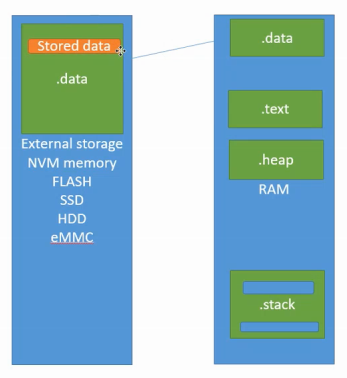 Stored data
.data
External storage
NVM memory
FLASH
SSD
HDD
eMMC
.data
.text
.heap
RAM
.stack